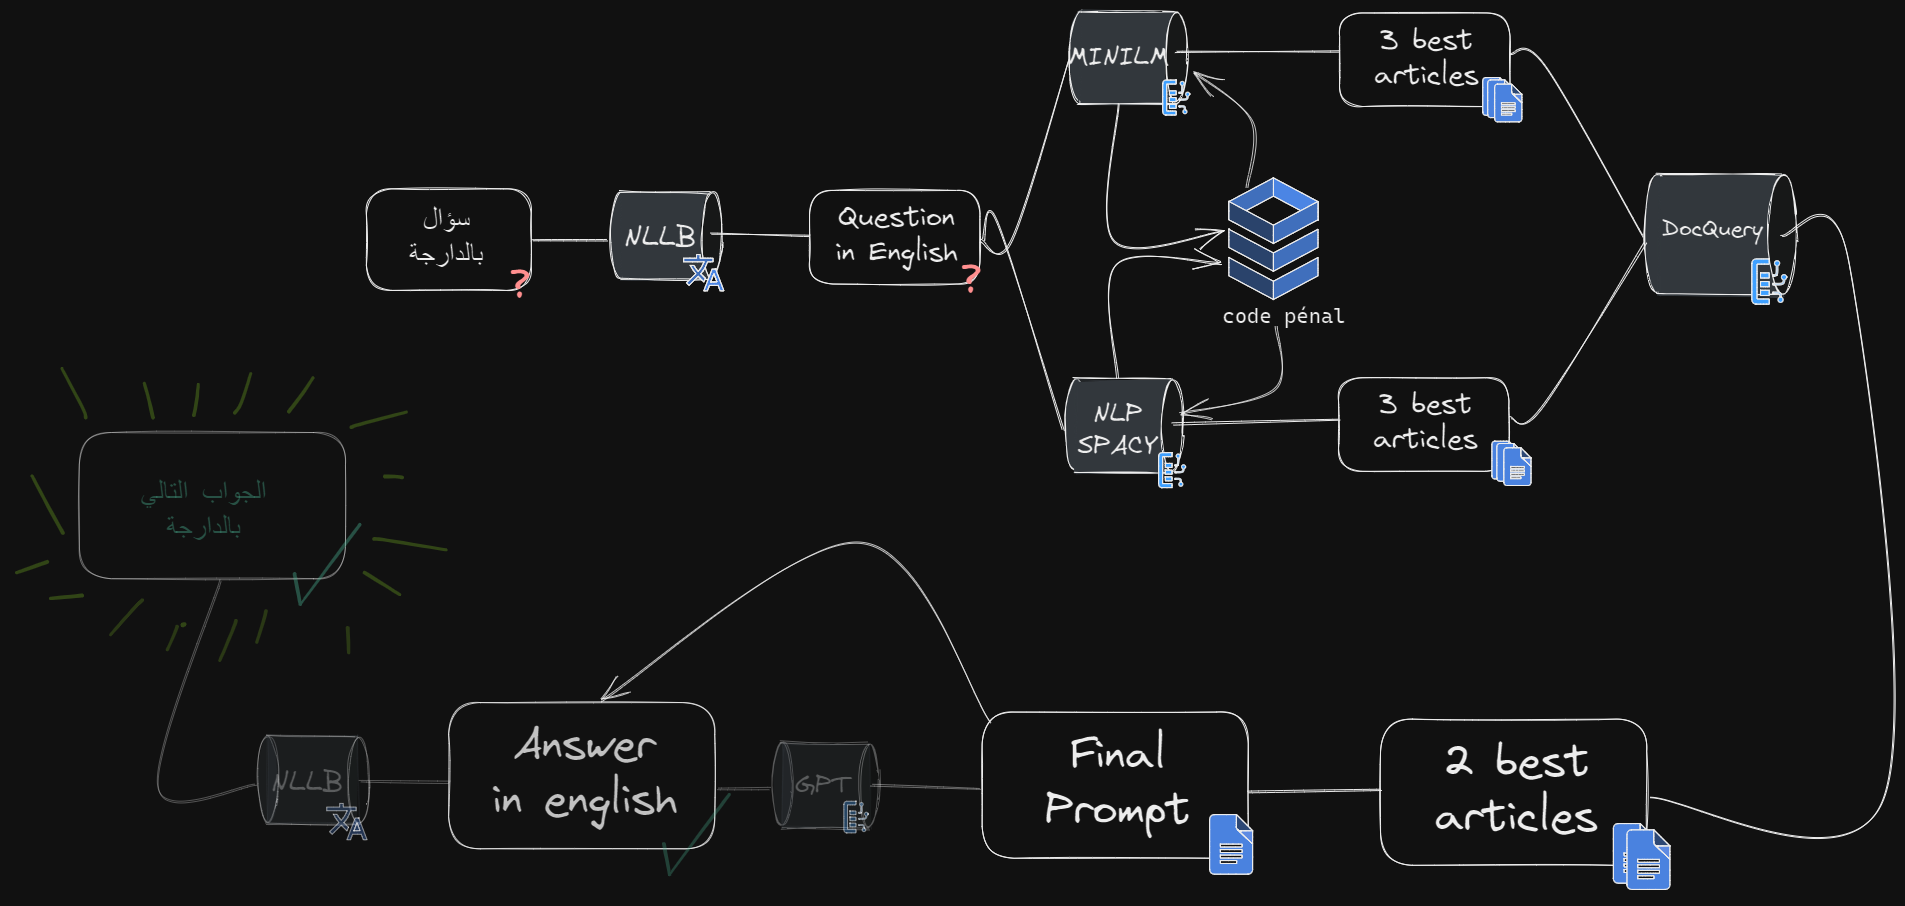 سؤال
بالدارجة
?
NLLB
Question
in English
?
MINILM
3 best
articles
code pénal
NLP
SPACY
3 best
articles
DocQuery
2 best
articles
Final
Prompt
GPT
Answer
in english
NLLB
الجواب التالي
بالدارجة